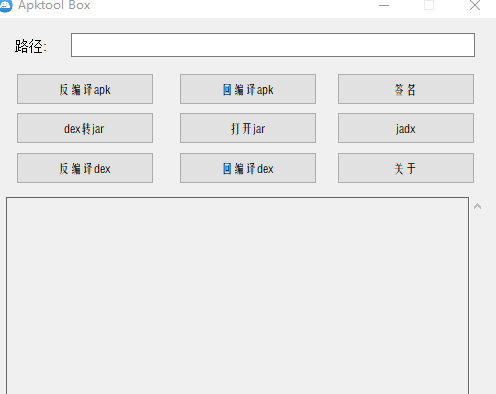 Apktool Box
路径:
反编译apk 回编译apk 签名
dex转jar 打开jar jadx
反编译dex 回编译dex 关于